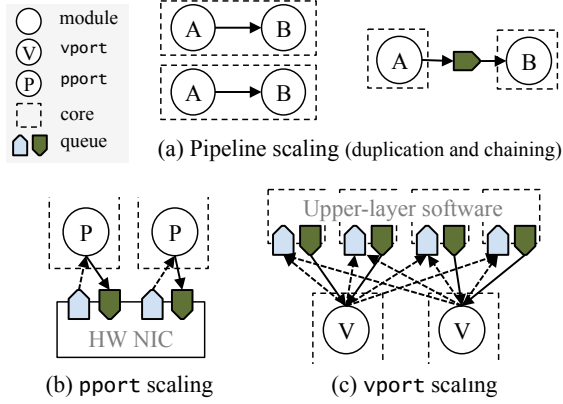 module
V vport
P pport
core
queue
A B
A B
A B
(a) Pipeline scaling (duplication and chaining)
P P
HW NIC
(b) pport scaling
Upper-layer software
V V
(c) vport scaling